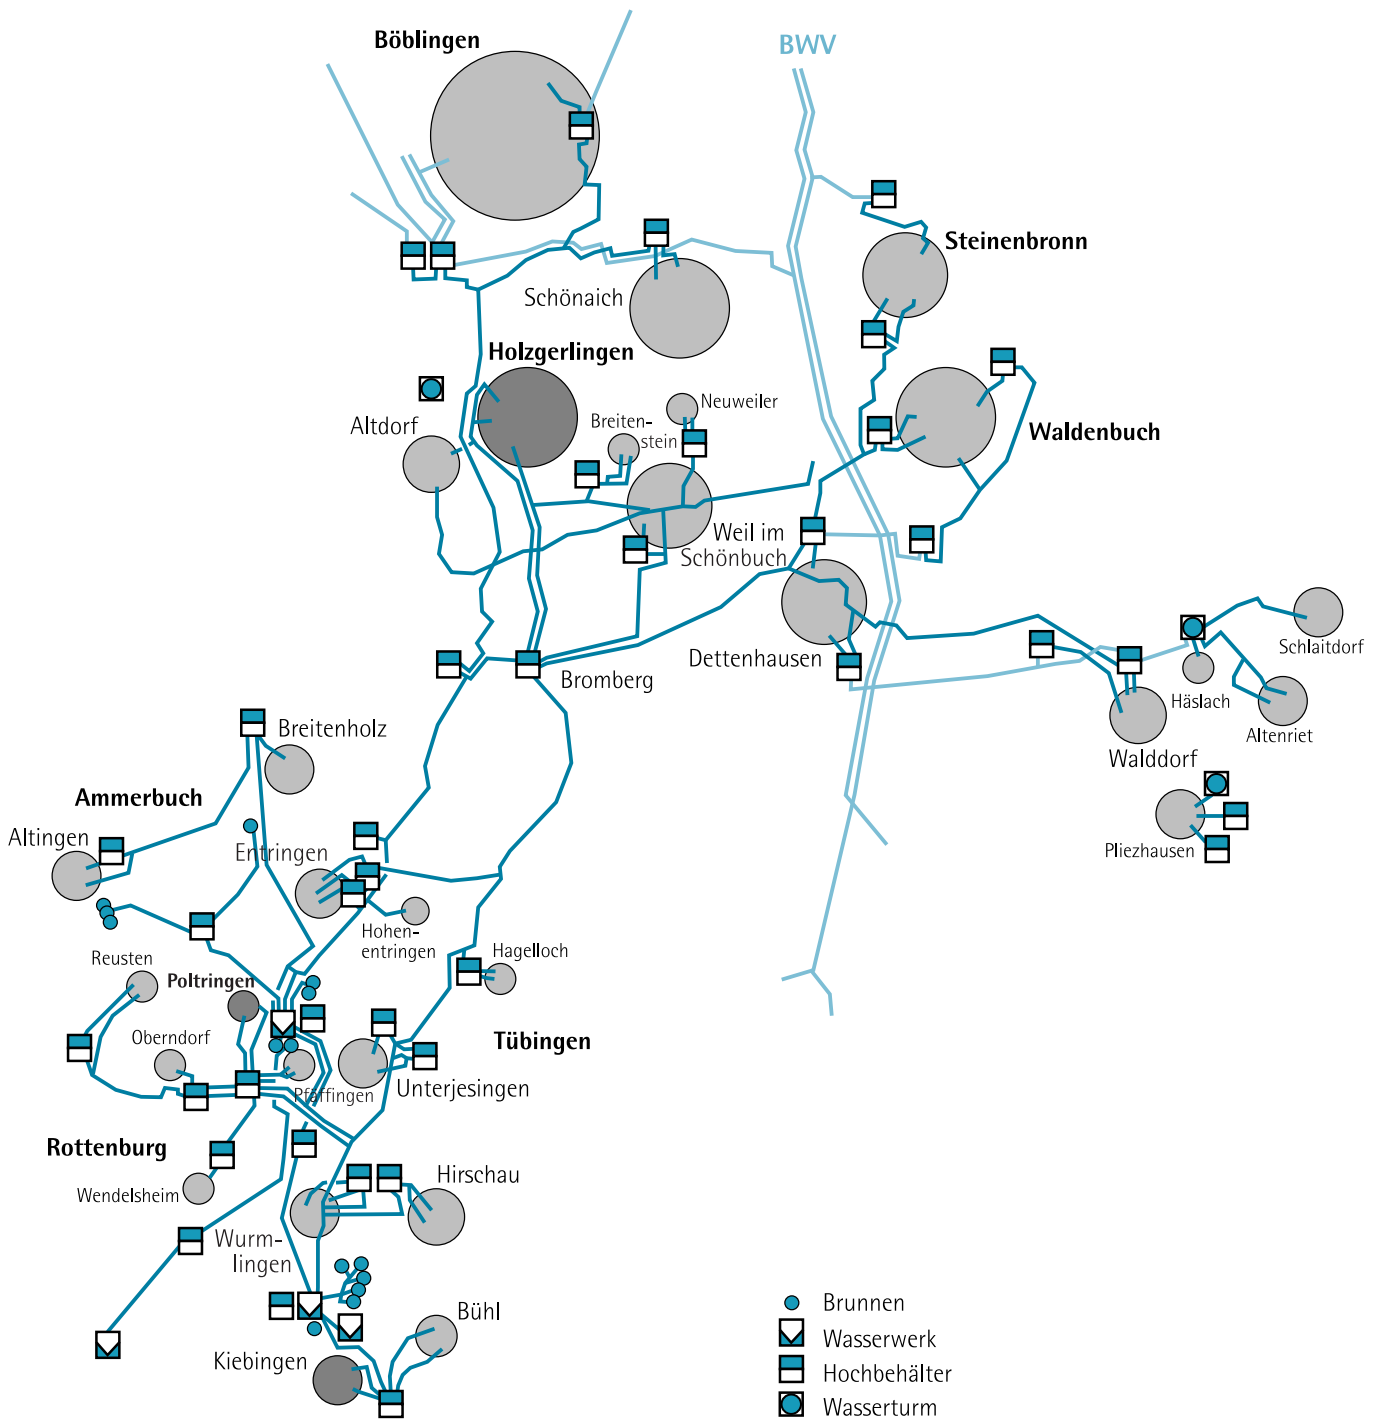 Böblingen
BWV
Steinenbronn
Schönaich
Holzgerlingen
Neuweiler
Altdorf
Breiten-
stein
Waldenbuch
Weil im
Schönbuch
Dettenhausen
Bromberg
Schlaitdorf
Häslach
Altenriet
Walddorf
Pliezhausen
Breitenholz
Ammerbuch
Altingen
Entringen
Hohen-
entringen
Hagelloch
Reusten
Poltringen
Oberndorf
Tübingen
Pfäffingen
Unterjesingen
Rottenburg
Wendelsheim
Hirschau
Wurm-
lingen
Bühl
Kiebingen
Brunnen
Wasserwerk
Hochbehälter
Wasserturm